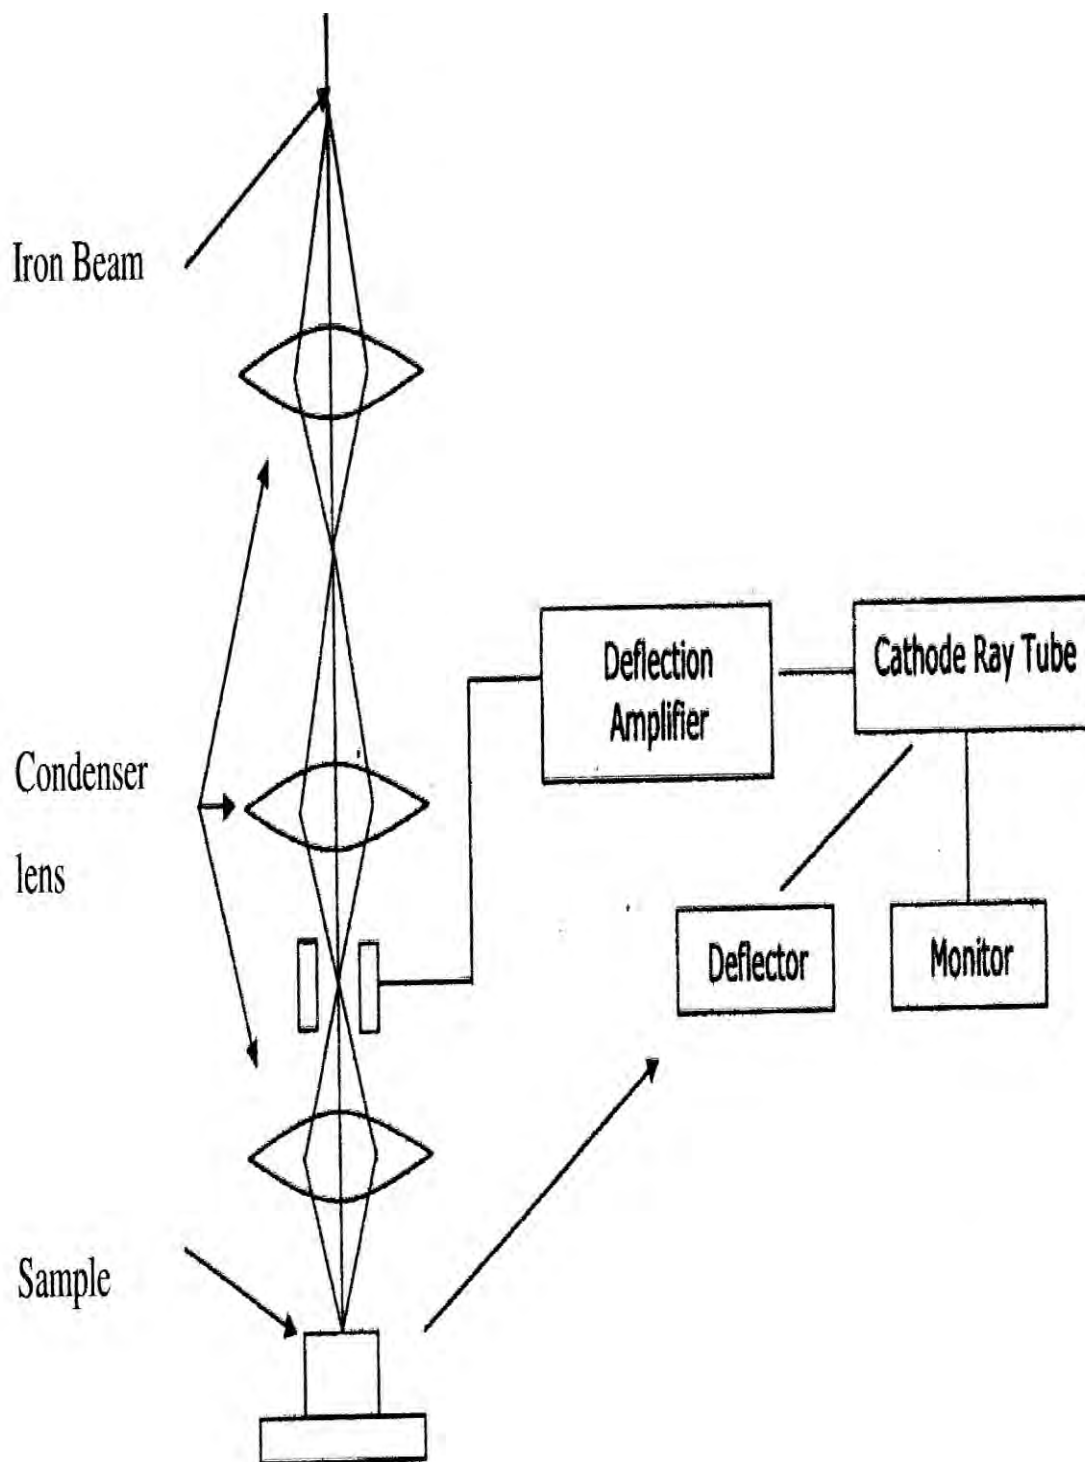 Iron Beam
Deflection
Amplifier
Cathode Ray Tube
Condenser
lens
Deflector
Monitor
Sample